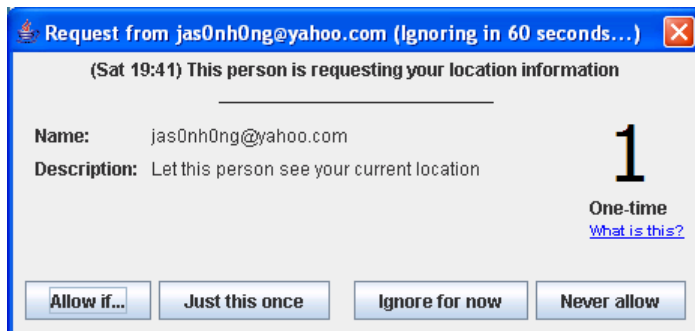 Request from jas0nh0ng@yahoo.com (Ignoring in 60 seconds...)
(Sat 19:41) This person is requesting your location information
Name: jas0nh0ng@yahoo.com
Description: Let this person see your current location
1
One-time
What is this?
Allow if... Just this once Ignore for now Never allow